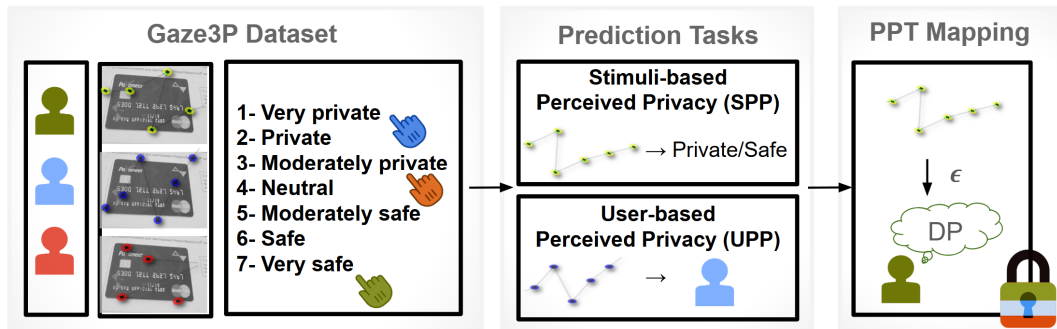 Gaze3P Dataset
1- Very private
2- Private
3- Moderately private
4- Neutral
5- Moderately safe
6- Safe
7- Very safe
Prediction Tasks
Stimuli-based
Perceived Privacy (SPP)
→ Private/Safe
User-based
Perceived Privacy (UPP)
→
PPT Mapping
ϵ
DP